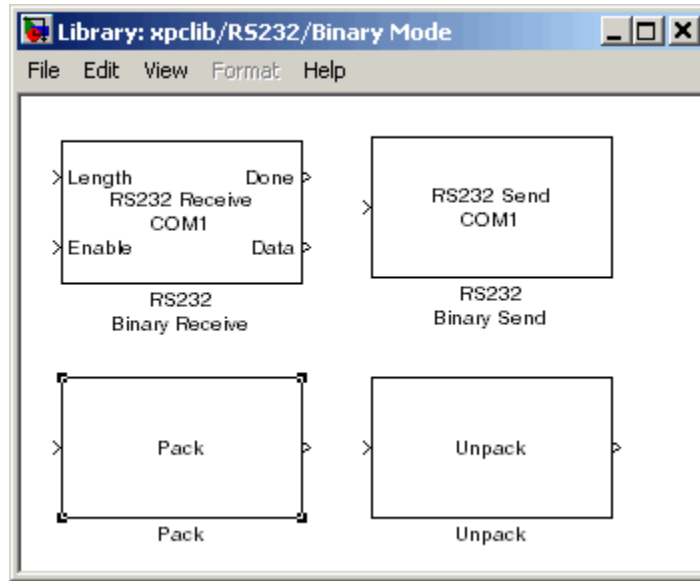 Library: xpclib/RS232/Binary Mode
File Edit View Format Help
Length Done
RS232 Receive
COM1
Enable Data
RS232
Binary Receive
RS232 Send
COM1
RS232
Binary Send
Pack
Pack
Unpack
Unpack